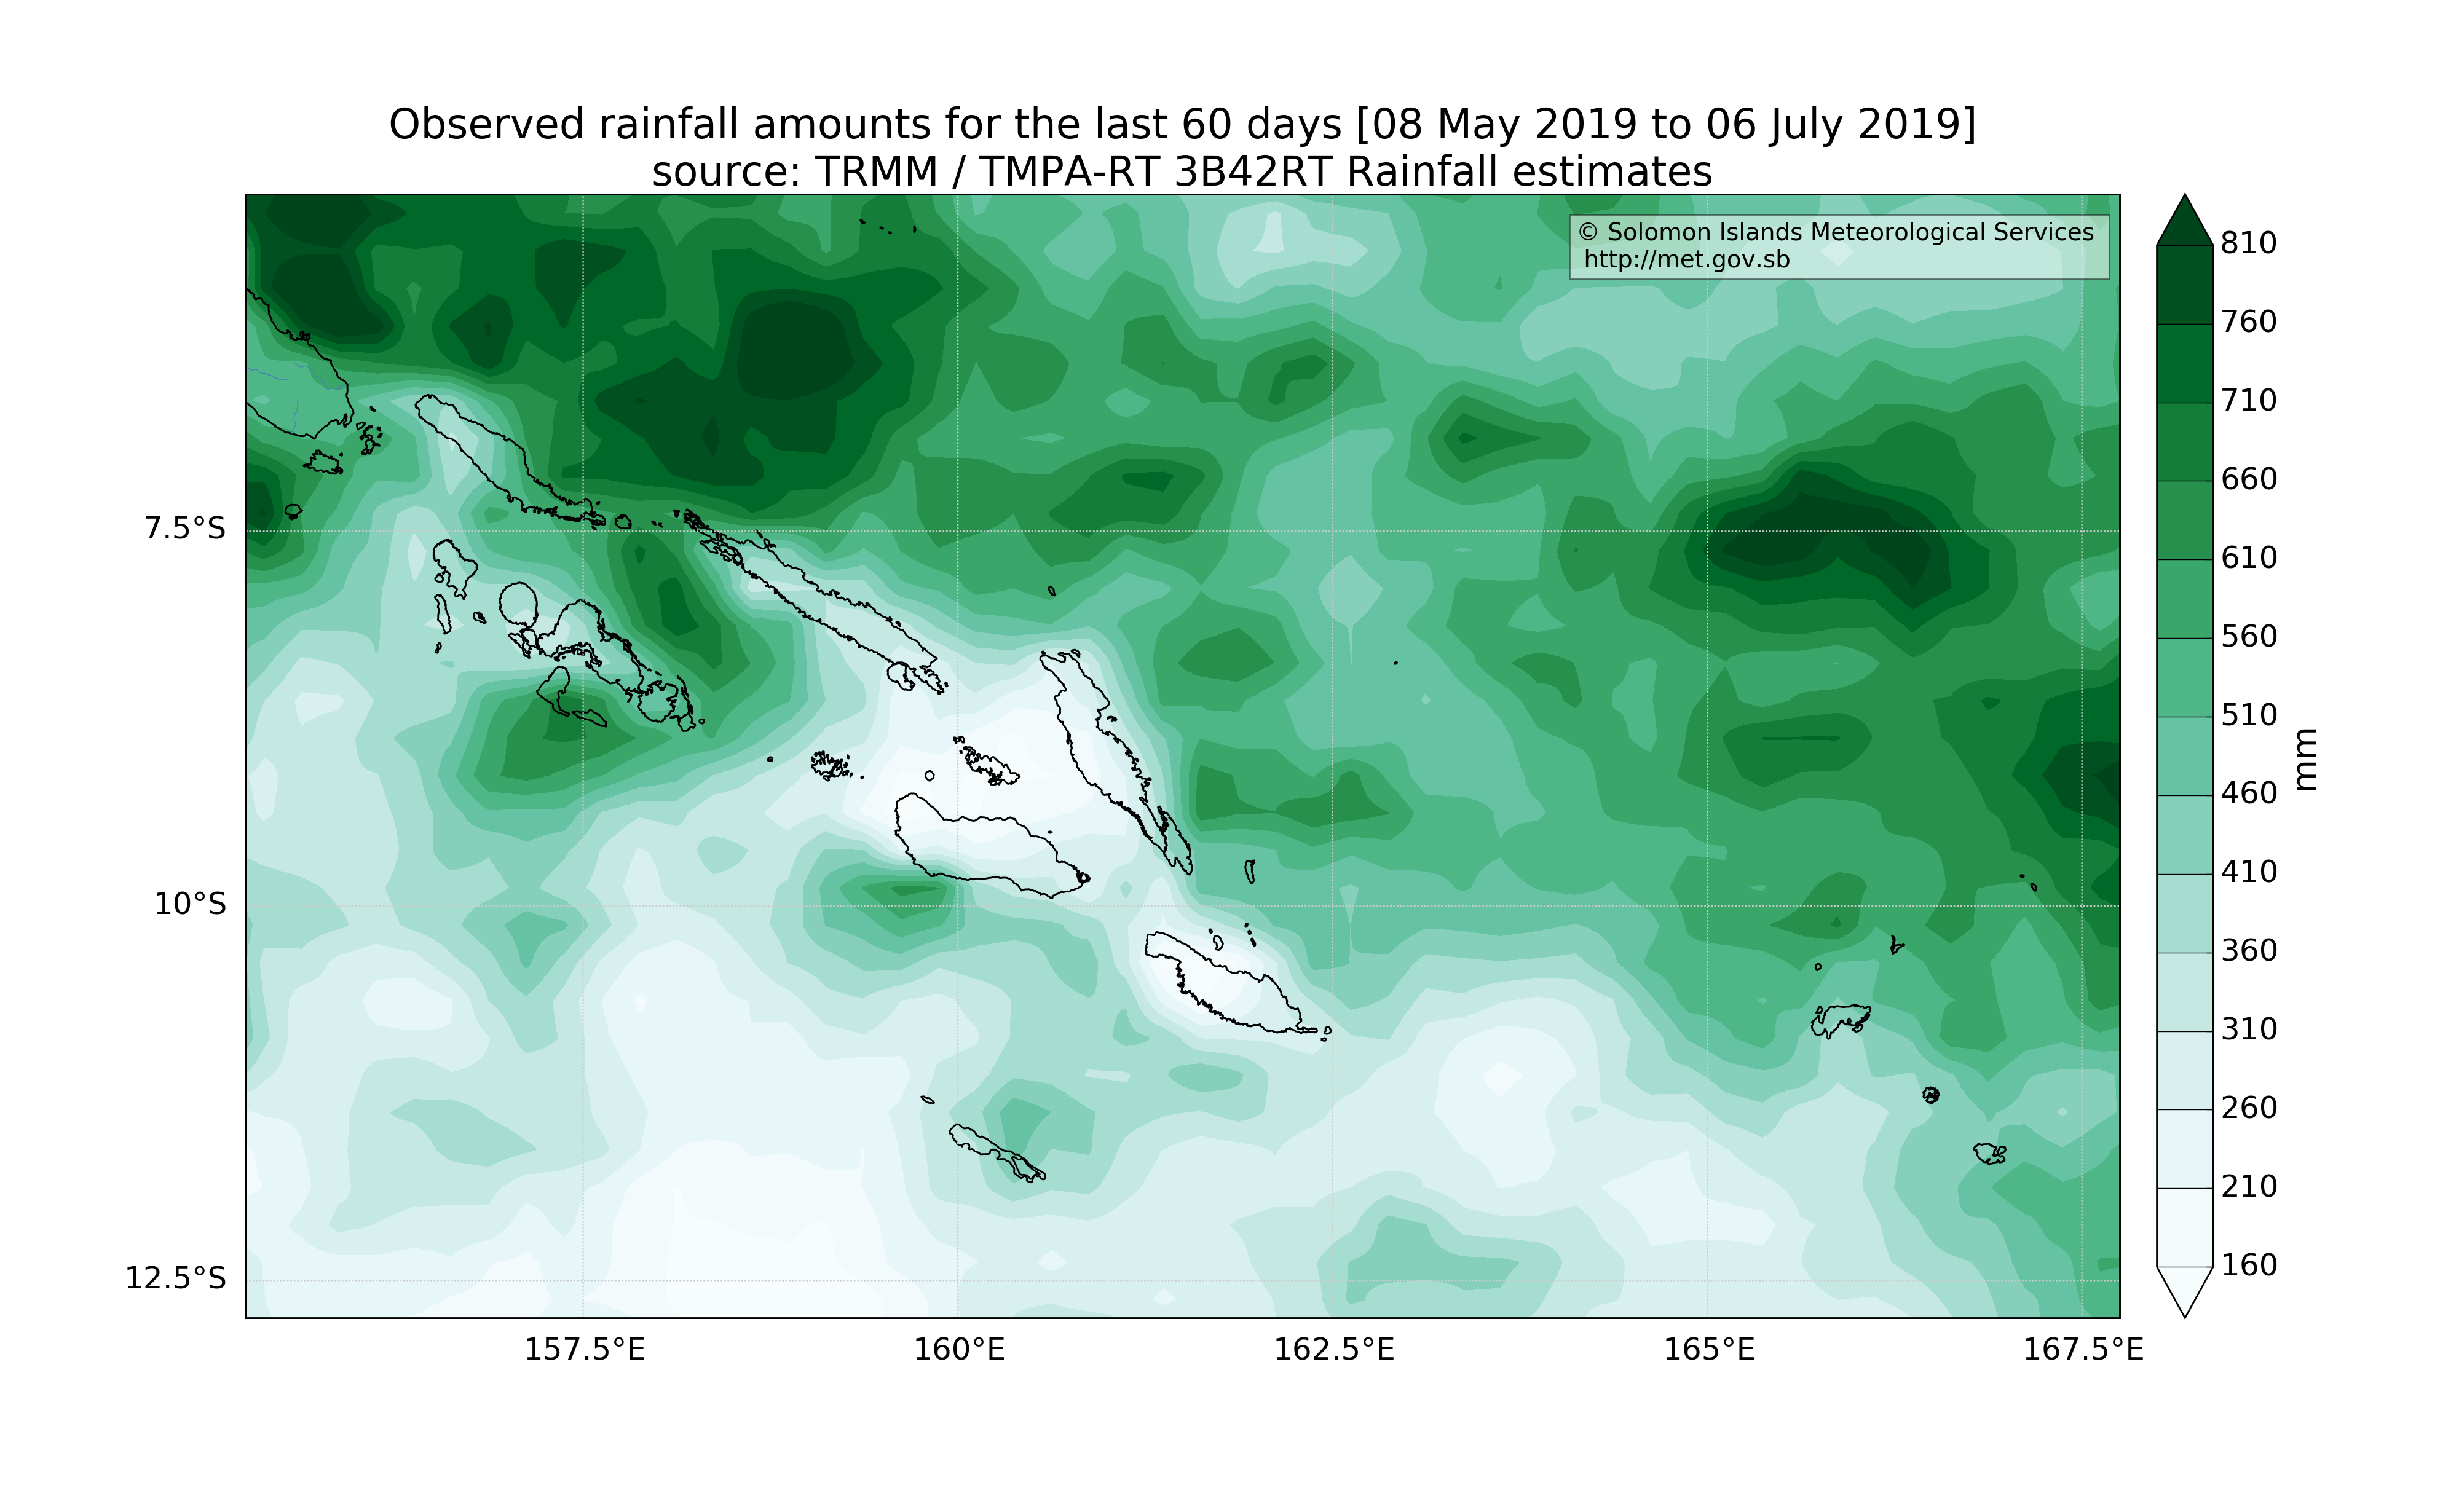 Observed rainfall amounts for the last 60 days [08 May 2019 to 06 July 2019]
source: TRMM / TMPA-RT 3B42RT Rainfall estimates
© Solomon Islands Meteorological Services
http://met.gov.sb
810
760
710
660
610
560
510
460
410
360
310
260
210
160
mm
7.5°S
10°S
12.5°S
157.5°E
160°E
162.5°E
165°E
167.5°E